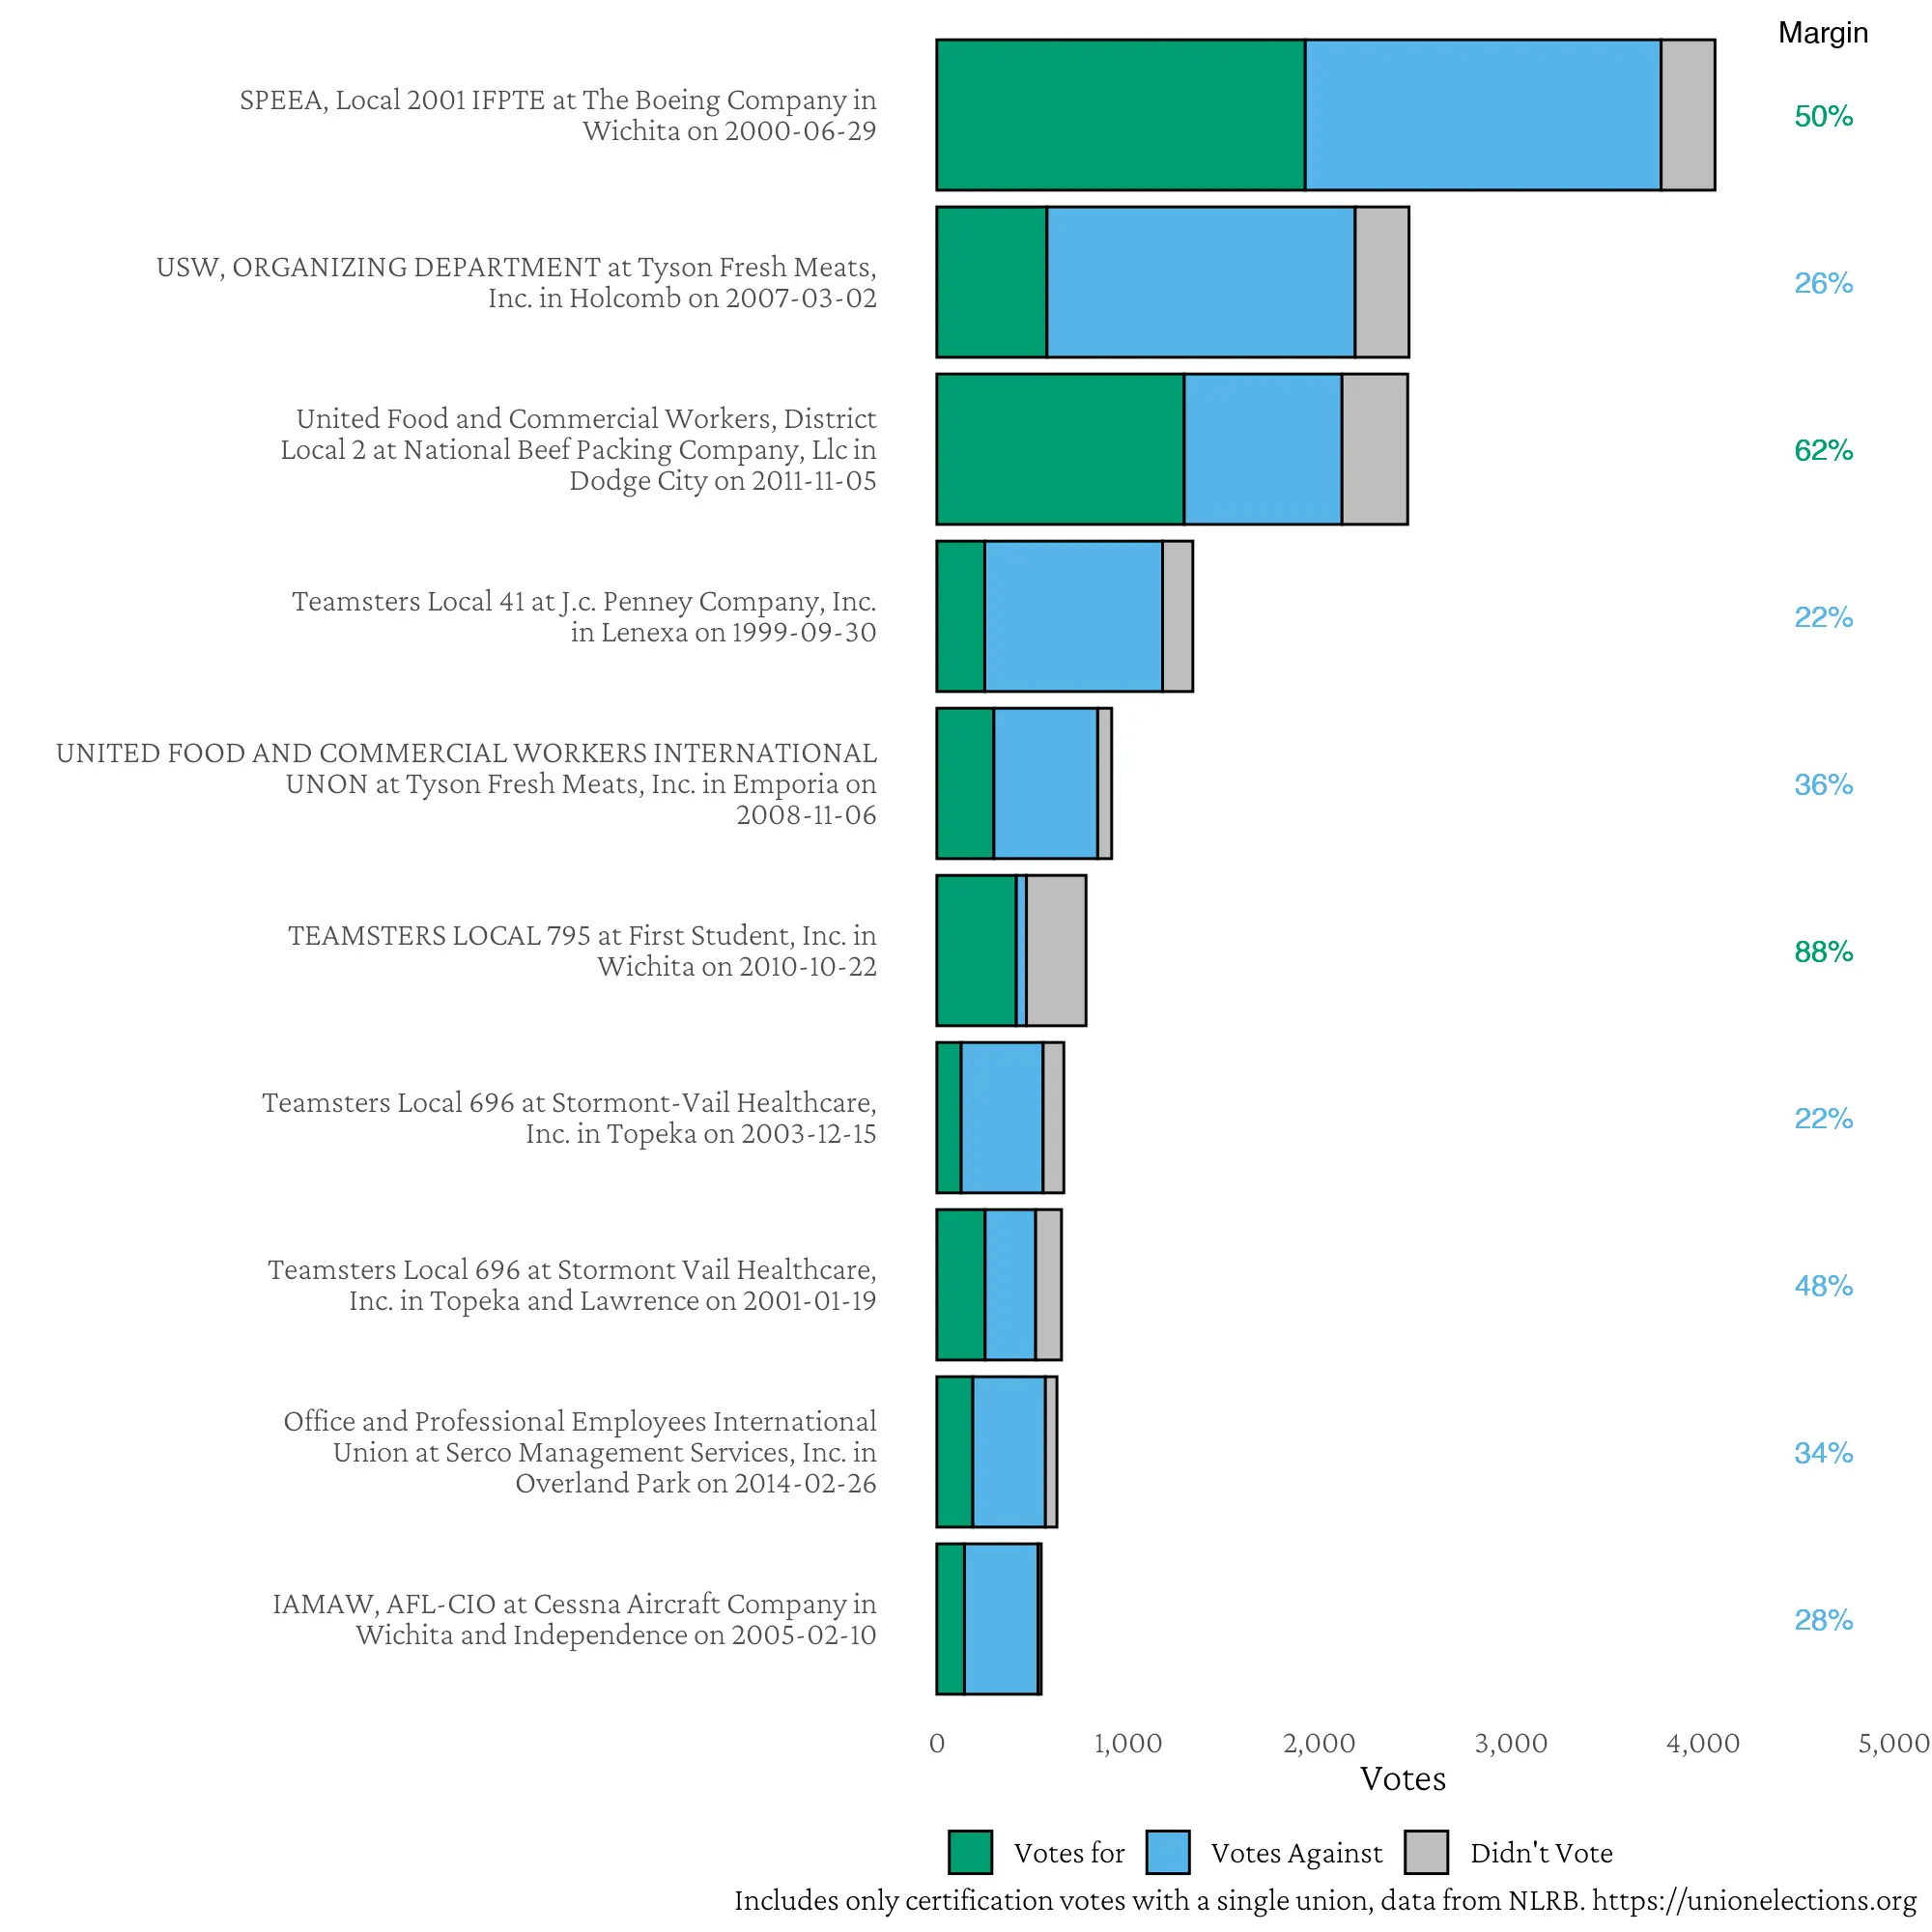 Margin
SPEEA, Local 2001 IFPTE at The Boeing Company in
Wichita on 2000-06-29
50%
USW, ORGANIZING DEPARTMENT at Tyson Fresh Meats,
Inc. in Holcomb on 2007-03-02
26%
United Food and Commercial Workers, District
Local 2 at National Beef Packing Company, Llc in
Dodge City on 2011-11-05
62%
Teamsters Local 41 at J.c. Penney Company, Inc.
in Lenexa on 1999-09-30
22%
UNITED FOOD AND COMMERCIAL WORKERS INTERNATIONAL
UNON at Tyson Fresh Meats, Inc. in Emporia on
2008-11-06
36%
TEAMSTERS LOCAL 795 at First Student, Inc. in
Wichita on 2010-10-22
88%
Teamsters Local 696 at Stormont-Vail Healthcare,
Inc. in Topeka on 2003-12-15
22%
Teamsters Local 696 at Stormont Vail Healthcare,
Inc. in Topeka and Lawrence on 2001-01-19
48%
Office and Professional Employees International
Union at Serco Management Services, Inc. in
Overland Park on 2014-02-26
34%
IAMAW, AFL-CIO at Cessna Aircraft Company in
Wichita and Independence on 2005-02-10
28%
0 1,000 2,000 3,000 4,000 5,000
Votes
Votes for Votes Against Didn't Vote
Includes only certification votes with a single union, data from NLRB. https://unionelections.org